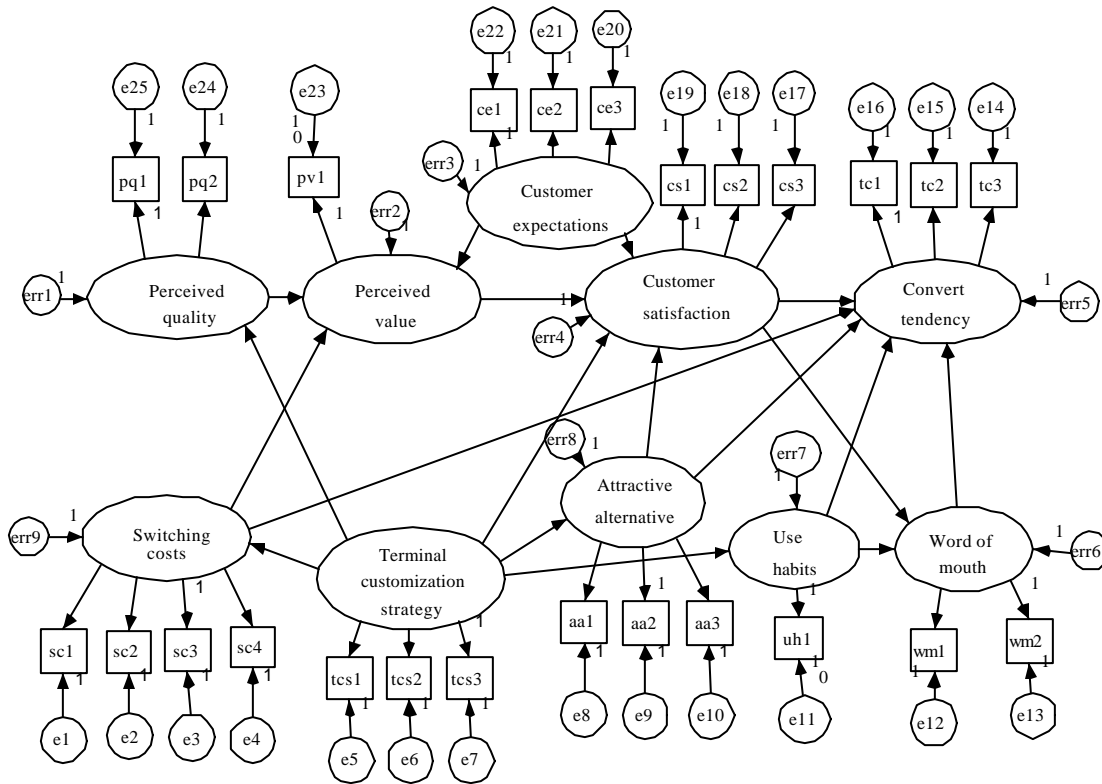 e22
e21
e20
1
1
1
e25
e24
e23
e19
e18
e17
e16
e15
e14
1
1
1
0
ce1
ce2
ce3
1
1
1
1
1
1
1
pq1
pq2
pv1
1
err3
1
cs1
cs2
cs3
tc1
tc2
tc3
1
1
err2
1
Customer
expectations
1
1
err1
1
Perceived
quality
Perceived
value
1
err4
Customer
satisfaction
Convert
tendency
1
err5
err8
1
err7
1
err9
1
Switching
costs
Terminal
customization
strategy
Attractive
alternative
Use
habits
Word of
mouth
1
err6
1
1
1
1
1
sc1
sc2
sc3
sc4
1
1
1
1
tcs1
tcs2
tcs3
1
1
1
aa1
aa2
aa3
1
1
1
uh1
1
0
wm1
1
wm2
1
e1
e2
e3
e4
e5
e6
e7
e8
e9
e10
e11
e12
e13